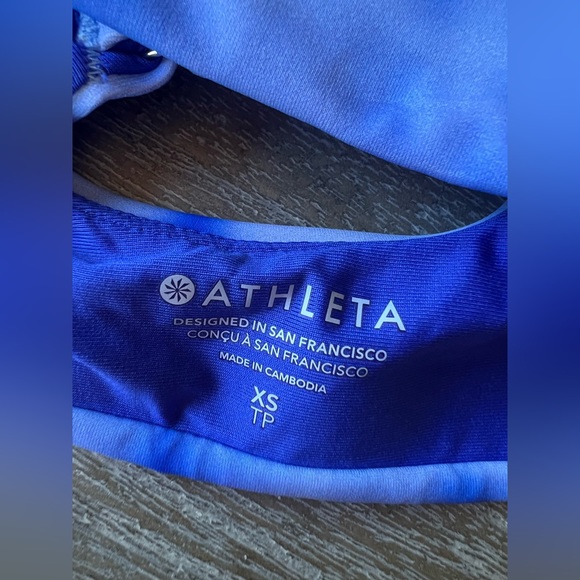 ATHLETA
DESIGNED IN SAN FRANCISCO
CONÇU À SAN FRANCISCO
MADE IN CAMBODIA
XS
TP